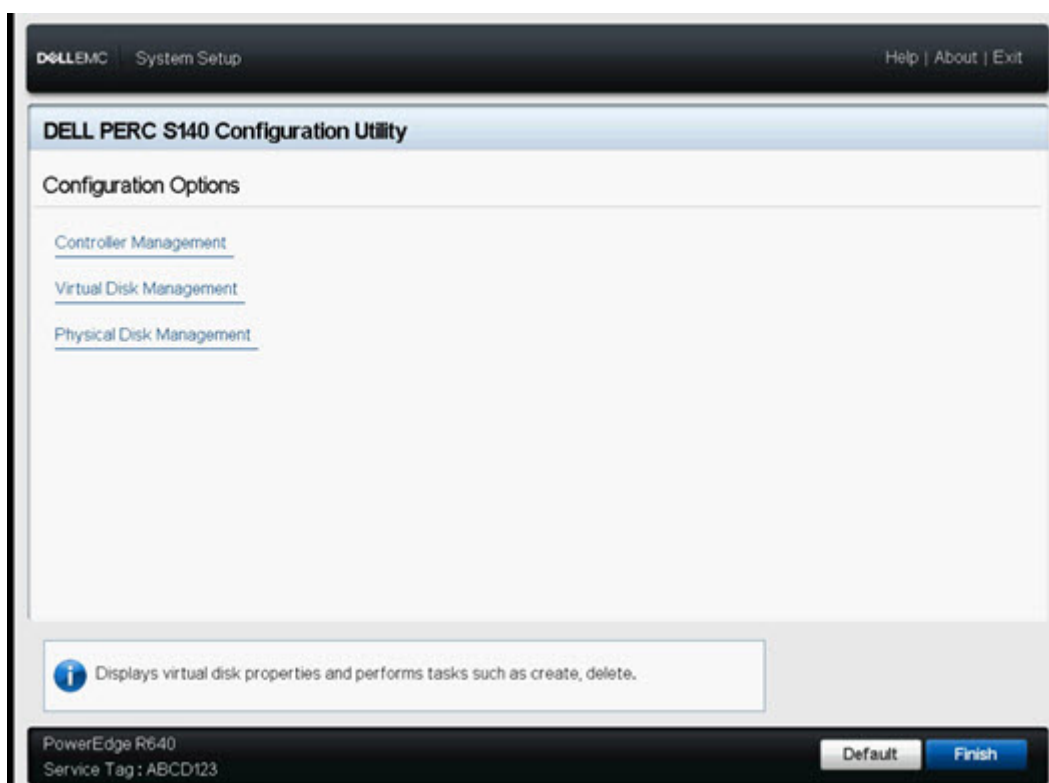 DELLEMC System Setup Help | About | Exit
DELL PERC S140 Configuration Utility
Configuration Options
Controller Management
Virtual Disk Management
Physical Disk Management
Displays virtual disk properties and performs tasks such as create, delete.
PowerEdge R640
Service Tag : ABCD123
Default Finish